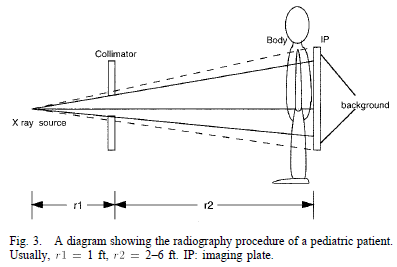 Body
IP
Collimator
background
X ray source
r1
r2
Fig. 3. A diagram showing the radiography procedure of a pediatric patient.
Usually, r1 = 1 ft, r2 = 2–6 ft. IP: imaging plate.